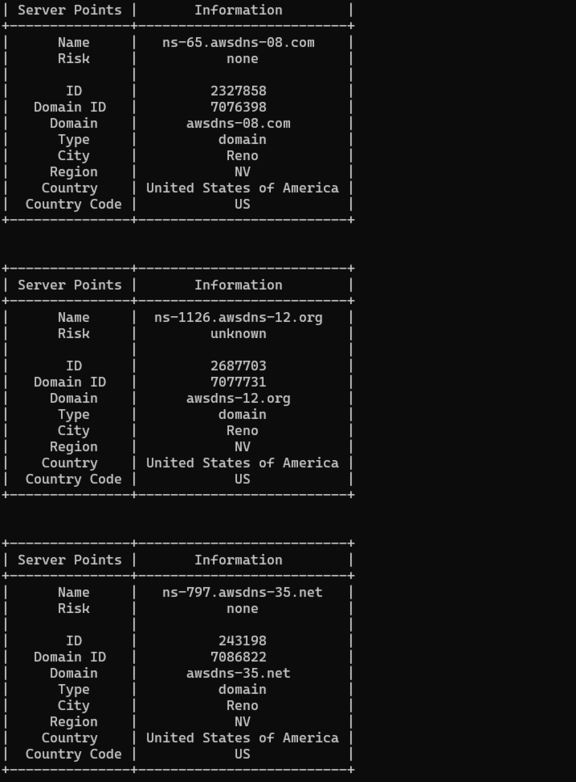 | Server Points | Information |
| Name | ns-65.awsdns-08.com |
| Risk | none |
| ID | 2327858 |
| Domain ID | 7076398 |
| Domain | awsdns-08.com |
| Type | domain |
| City | Reno |
| Region | NV |
| Country | United States of America |
| Country Code | US |
| Server Points | Information |
| Name | ns-1126.awsdns-12.org |
| Risk | unknown |
| ID | 2687703 |
| Domain ID | 7077731 |
| Domain | awsdns-12.org |
| Type | domain |
| City | Reno |
| Region | NV |
| Country | United States of America |
| Country Code | US |
| Server Points | Information |
| Name | ns-797.awsdns-35.net |
| Risk | none |
| ID | 243198 |
| Domain ID | 7086822 |
| Domain | awsdns-35.net |
| Type | domain |
| City | Reno |
| Region | NV |
| Country | United States of America |
| Country Code | US |